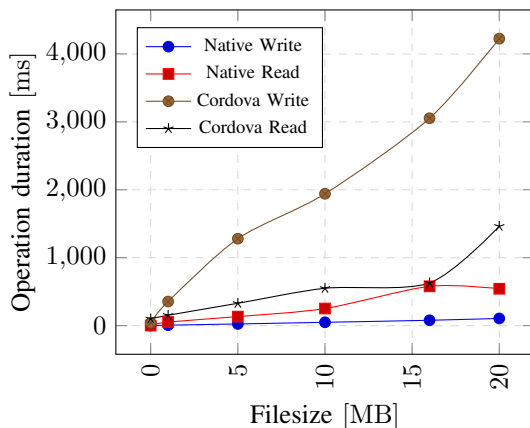 Native Write
Native Read
Cordova Write
Cordova Read
4,000
3,000
2,000
1,000
0
Operation duration [ms]
0
5
10
15
20
Filesize [MB]